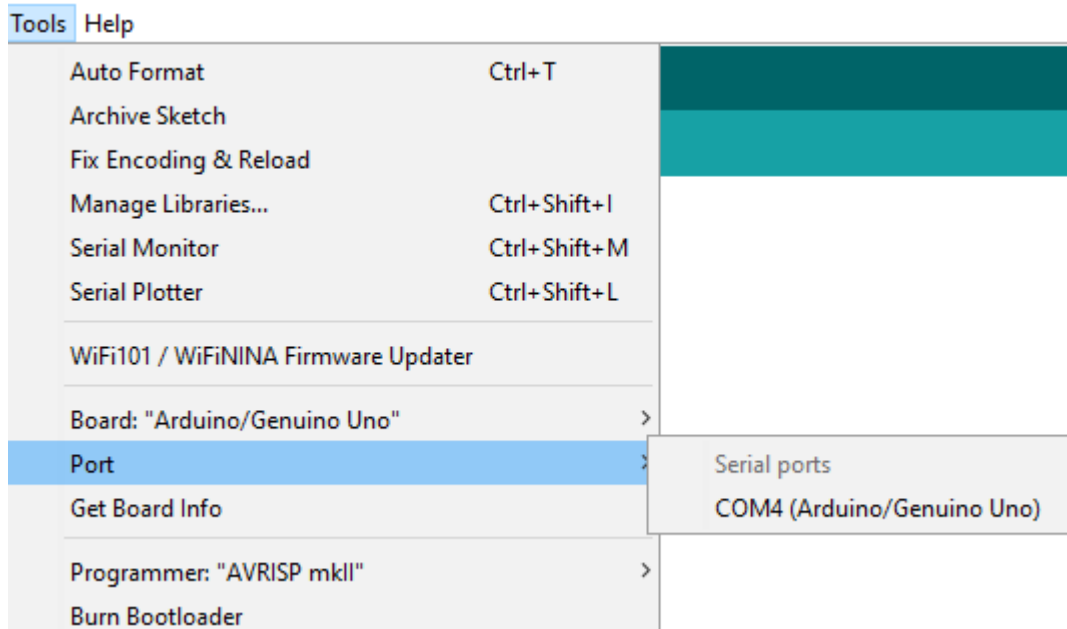 Tools Help
Auto Format Ctrl+T
Archive Sketch
Fix Encoding & Reload
Manage Libraries... Ctrl+Shift+I
Serial Monitor Ctrl+Shift+M
Serial Plotter Ctrl+Shift+L
WiFi101 / WiFiNINA Firmware Updater
Board: "Arduino/Genuino Uno"
Port
Serial ports
Get Board Info
COM4 (Arduino/Genuino Uno)
Programmer: "AVRISP mkII"
Burn Bootloader